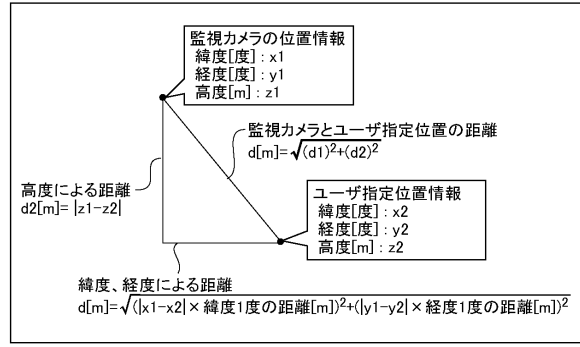 監視カメラの位置情報
緯度[度] : x1
経度[度] : y1
高度[m] : z1
監視カメラとユーザ指定位置の距離
d[m]=√(d1)²+(d2)²
高度による距離
d2[m]= |z1-z2|
ユーザ指定位置情報
緯度[度] : x2
経度[度] : y2
高度[m] : z2
緯度、経度による距離
d[m]=√(|x1-x2|×緯度1度の距離[m])²+(|y1-y2|×経度1度の距離[m])²